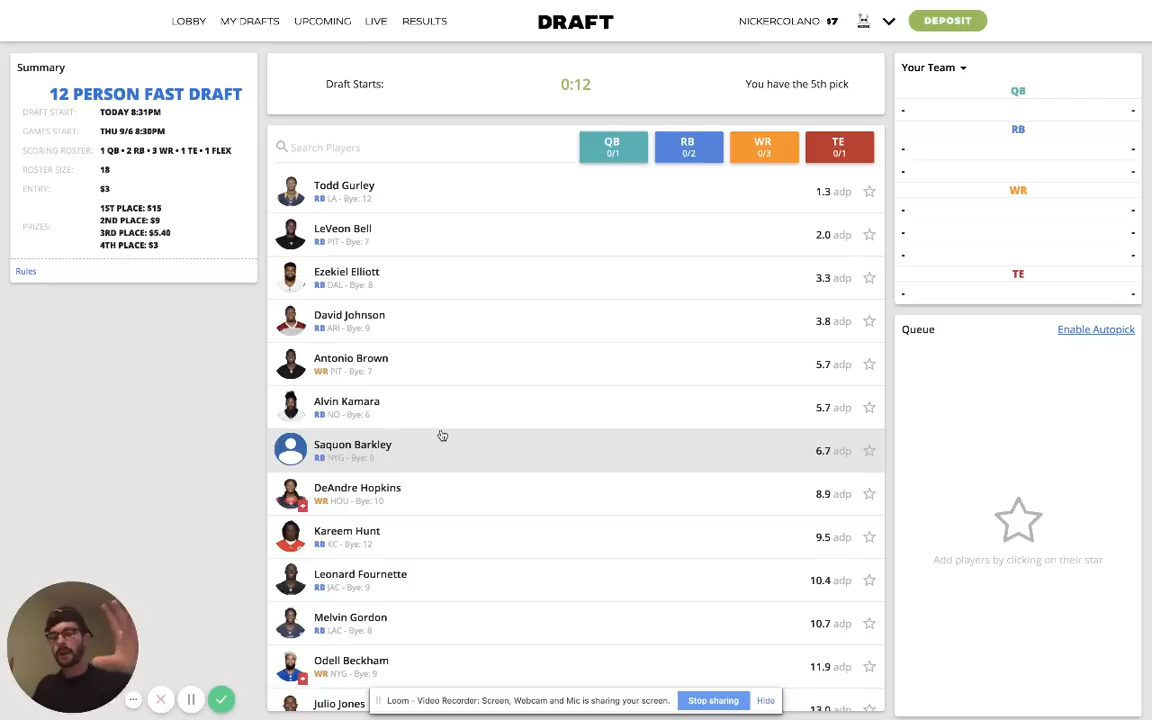 LOBBY MY DRAFTS UPCOMING LIVE RESULTS
DRAFT
NICKERCOLANO $7
DEPOSIT
Summary
12 PERSON FAST DRAFT
DRAFT START: TODAY 8:31PM
GAMES START: THU 9/6 8:30PM
SCORING ROSTER: 1 QB • 2 RB • 3 WR • 1 TE • 1 FLEX
ROSTER SIZE: 18
ENTRY: $3
PRIZES:
1ST PLACE: $15
2ND PLACE: $9
3RD PLACE: $5.40
4TH PLACE: $3
Rules
Draft Starts: 0:12 You have the 5th pick
Search Players
QB
0/1
RB
0/2
WR
0/3
TE
0/1
Todd Gurley
RB LA - Bye: 12
1.3 adp
LeVeon Bell
RB PIT - Bye: 7
2.0 adp
Ezekiel Elliott
RB DAL - Bye: 8
3.3 adp
David Johnson
RB ARI - Bye: 9
3.8 adp
Antonio Brown
WR PIT - Bye: 7
5.7 adp
Alvin Kamara
RB NO - Bye: 6
5.7 adp
Saquon Barkley
RB NYG - Bye: 9
6.7 adp
DeAndre Hopkins
WR HOU - Bye: 10
8.9 adp
Kareem Hunt
RB KC - Bye: 12
9.5 adp
Leonard Fournette
RB JAC - Bye: 9
10.4 adp
Melvin Gordon
RB LAC - Bye: 8
10.7 adp
Odell Beckham
WR NYG - Bye: 9
11.9 adp
Julio Jones
13.0 adp
Your Team
QB
- -
RB
- -
- -
WR
- -
- -
- -
TE
- -
Queue
Enable Autopick
Add players by clicking on their star
Loom - Video Recorder: Screen, Webcam and Mic is sharing your screen.
Stop sharing
Hide